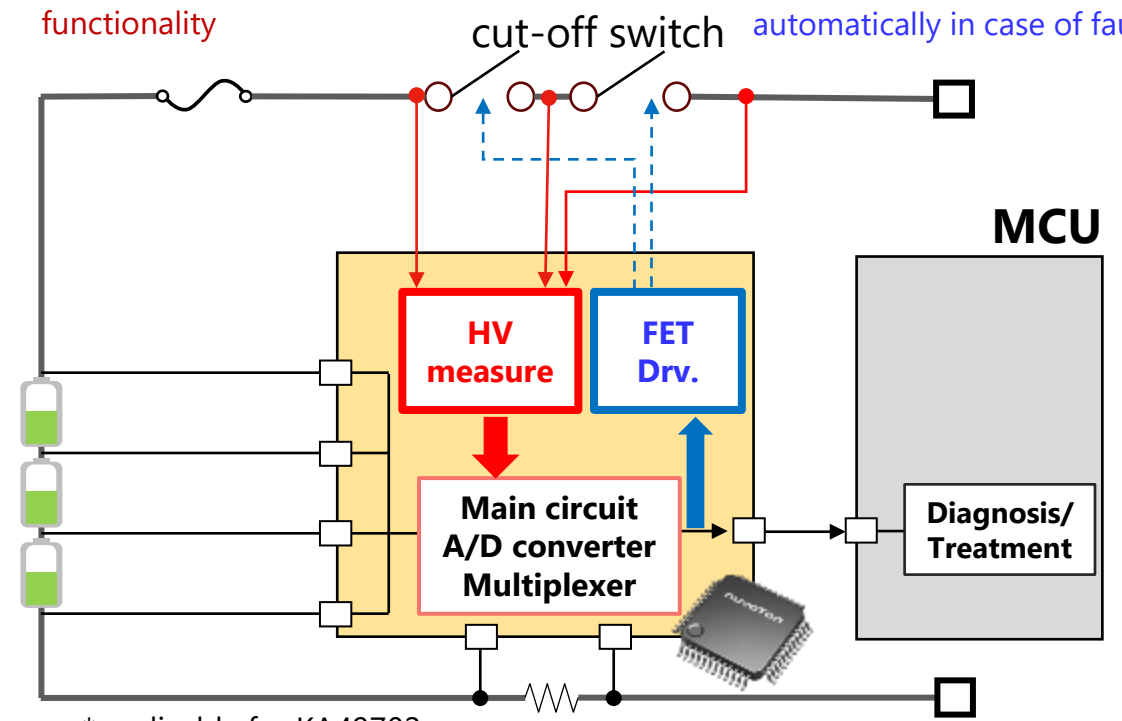 functionality
cut-off switch
automatically in case of
MCU
HV
measure
FET
Drv.
Main circuit
A/D converter
Multiplexer
Diagnosis/
Treatment
nuvoton